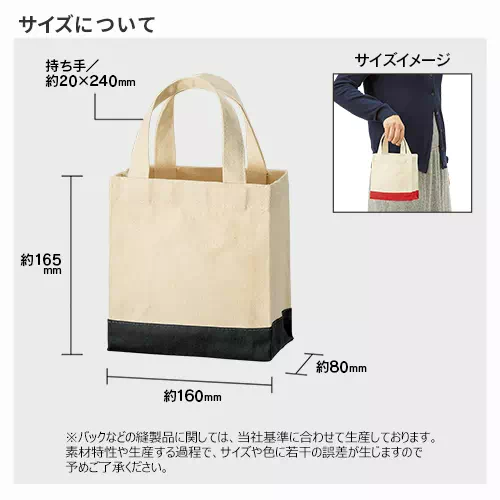 サイズについて
持ち手／
約20×240mm
サイズイメージ
約165
mm
約80mm
約160mm
※バックなどの縫製品に関しては、当社基準に合わせて生産しております。
素材特性や生産する過程で、サイズや色に若干の誤差が生じますので
予めご了承ください。